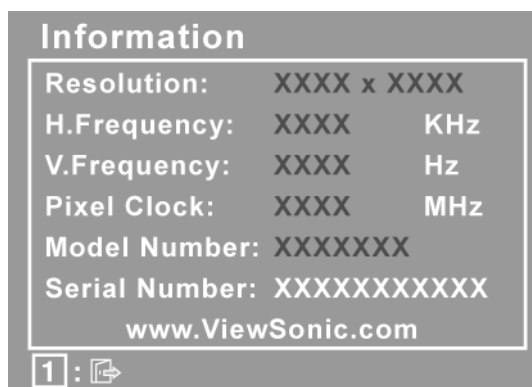 Information
Resolution: XXXX x XXXX
H.Frequency: XXXX KHz
V.Frequency: XXXX Hz
Pixel Clock: XXXX MHz
Model Number: XXXXXXX
Serial Number: XXXXXXXXXXX
www.ViewSonic.com
1 :